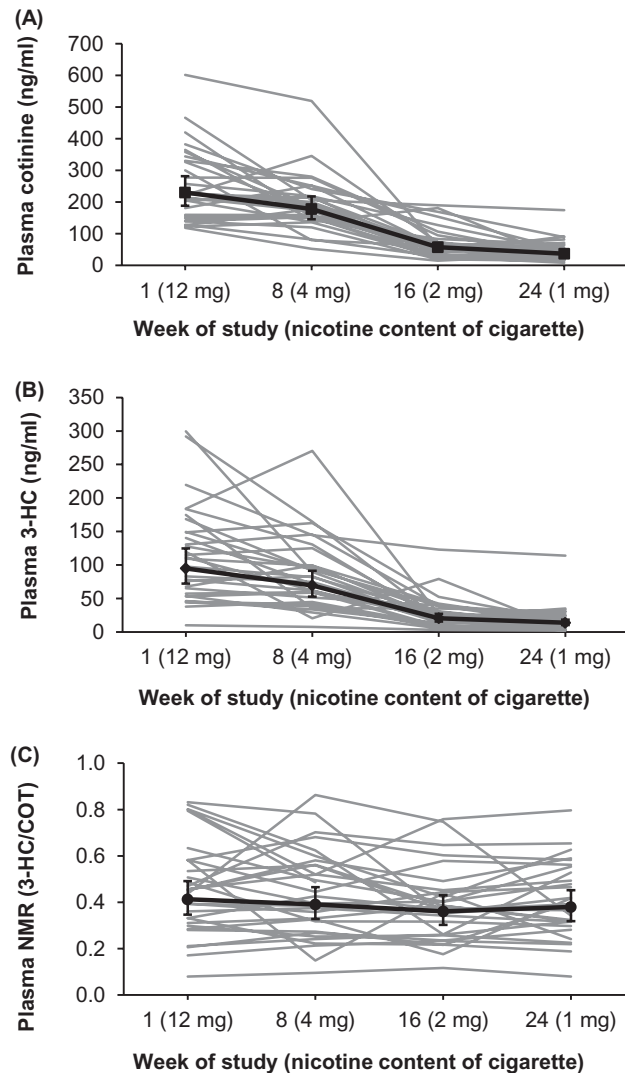 (A)
Plasma cotinine (ng/ml)
700
600
500
400
300
200
100
0
1 (12 mg) 8 (4 mg) 16 (2 mg) 24 (1 mg)
Week of study (nicotine content of cigarette)
(B)
Plasma 3-HC (ng/ml)
350
300
250
200
150
100
50
0
1 (12 mg) 8 (4 mg) 16 (2 mg) 24 (1 mg)
Week of study (nicotine content of cigarette)
(C)
Plasma NMR (3-HC/COT)
1.0
0.8
0.6
0.4
0.2
0.0
1 (12 mg) 8 (4 mg) 16 (2 mg) 24 (1 mg)
Week of study (nicotine content of cigarette)